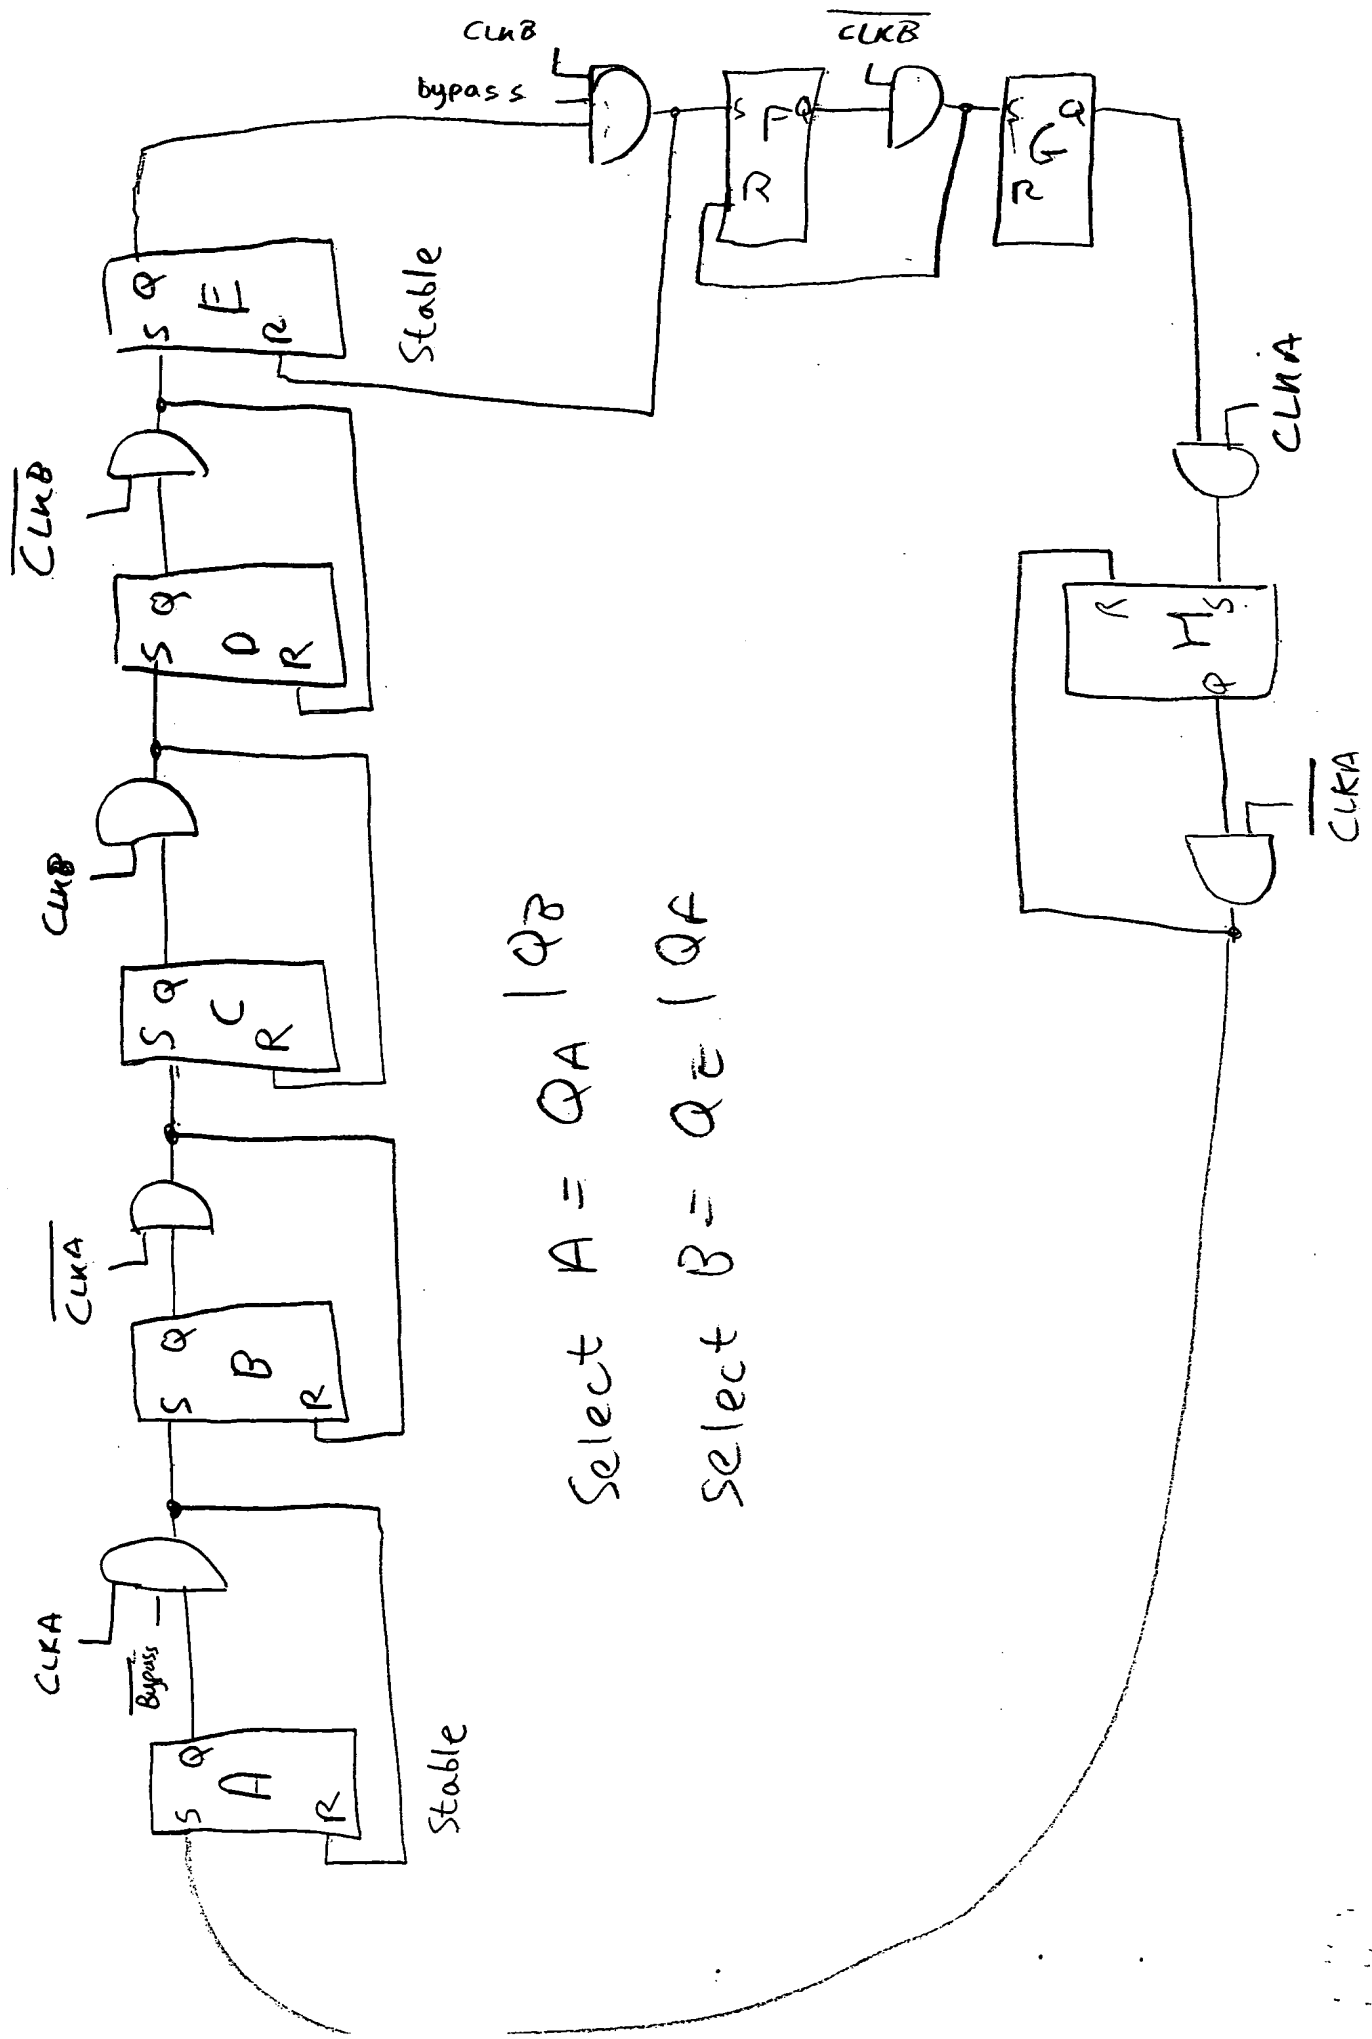 CLKB
bypass
CLKB
S
F
Q
R
S
Q
G
R
CLKA
R
S
H
Q
CLKA
Q
S
E
R
Stable
CLKB
Q
S
D
R
CLKB
Q
S
C
R
CLKA
Q
S
B
R
CLKA
Bypass
Q
S
A
R
Stable
Select A = QA | QB
Select B = QE | QF